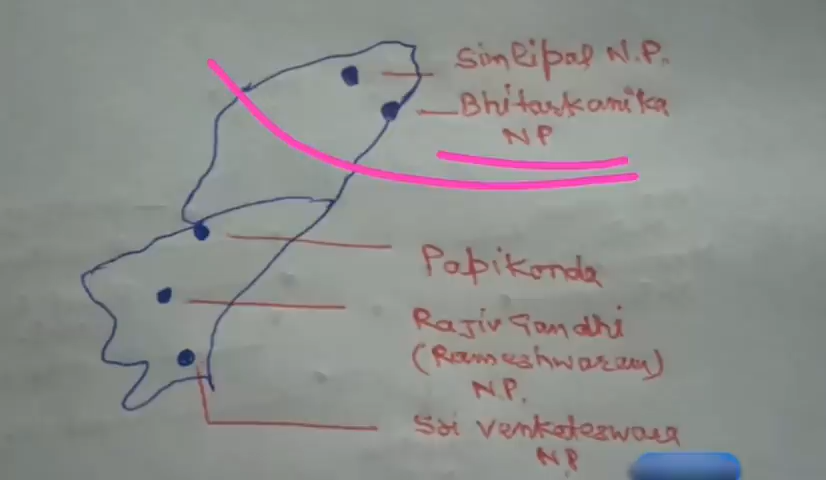 Simlipal N.P.
Bhitarkanika
NP
Papikonda
Rajiv Gandhi
(Rameshwaram)
N.P.
Sri Venkateswara
NP